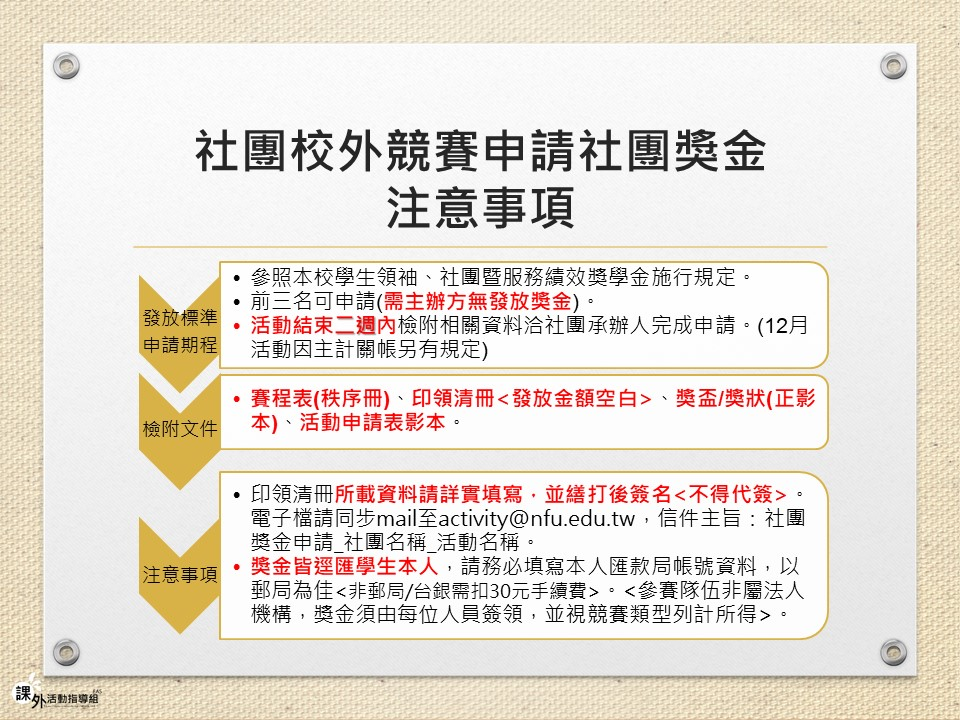 社團校外競賽申請社團獎金
注意事項
發放標準
申請期程
• 參照本校學生領袖、社團暨服務績效獎學金施行規定。
• 前三名可申請(需主辦方無發放獎金)。
• 活動結束二週內檢附相關資料洽社團承辦人完成申請。(12月
活動因主計關帳另有規定)
檢附文件
• 賽程表(秩序冊)、印領清冊<發放金額空白>、獎盃/獎狀(正影
本)、活動申請表影本。
注意事項
• 印領清冊所載資料請詳實填寫，並繕打後簽名<不得代簽>。
電子檔請同步mail至activity@nfu.edu.tw，信件主旨：社團
獎金申請_社團名稱_活動名稱。
• 獎金皆逕匯學生本人，請務必填寫本人匯款局帳號資料，以
郵局為佳<非郵局/台銀需扣30元手續費>。<參賽隊伍非屬法人
機構，獎金須由每位人員簽領，並視競賽類型列計所得>。
課外活動指導組